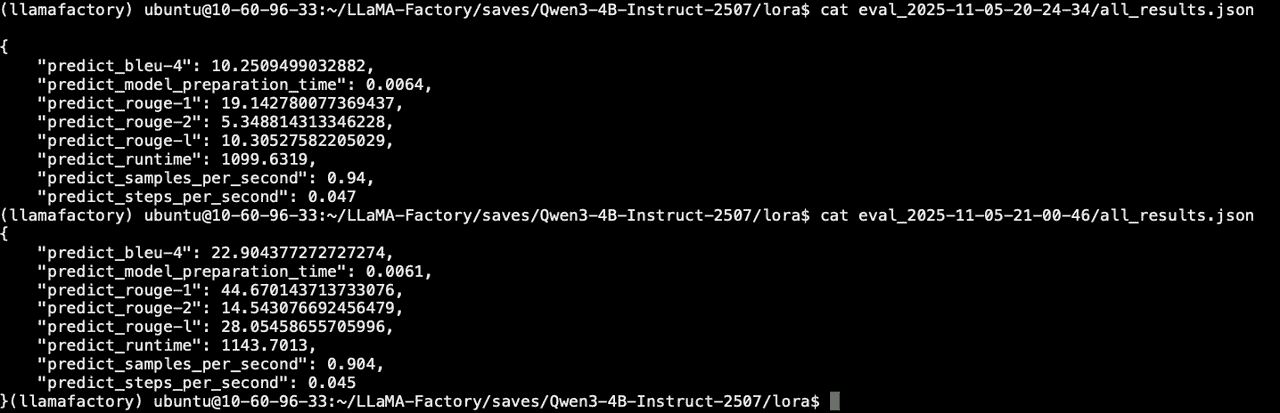 (llamafactory) ubuntu@10-60-96-33:~/LLaMA-Factory/saves/Qwen3-4B-Instruct-2507/lora$ cat eval_2025-11-05-20-24-34/all_results.json
{
    "predict_bleu-4": 10.2509499032882,
    "predict_model_preparation_time": 0.0064,
    "predict_rouge-1": 19.142780077369437,
    "predict_rouge-2": 5.348814313346228,
    "predict_rouge-l": 10.30527582205029,
    "predict_runtime": 1099.6319,
    "predict_samples_per_second": 0.94,
    "predict_steps_per_second": 0.047
(llamafactory) ubuntu@10-60-96-33:~/LLaMA-Factory/saves/Qwen3-4B-Instruct-2507/lora$ cat eval_2025-11-05-21-00-46/all_results.json
{
    "predict_bleu-4": 22.904377272727274,
    "predict_model_preparation_time": 0.0061,
    "predict_rouge-1": 44.670143713733076,
    "predict_rouge-2": 14.543076692456479,
    "predict_rouge-l": 28.05458655705996,
    "predict_runtime": 1143.7013,
    "predict_samples_per_second": 0.904,
    "predict_steps_per_second": 0.045
}(llamafactory) ubuntu@10-60-96-33:~/LLaMA-Factory/saves/Qwen3-4B-Instruct-2507/lora$